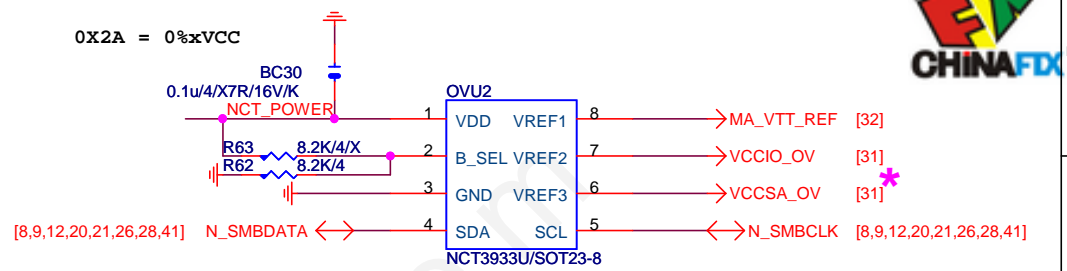 0X2A = 0%xVCC
CHINAFIX
BC30
0.1u/4/X7R/16V/K
NCT_POWER
OVU2
1 VDD VREF1 8 MA_VTT_REF [32]
R63 8.2K/4/X
2 B_SEL VREF2 7 VCCIO_OV [31]
R62 8.2K/4
3 GND VREF3 6 VCCSA_OV [31] *
[8,9,12,20,21,26,28,41] N_SMBDATA 4 SDA SCL 5 N_SMBCLK [8,9,12,20,21,26,28,41]
NCT3933U/SOT23-8